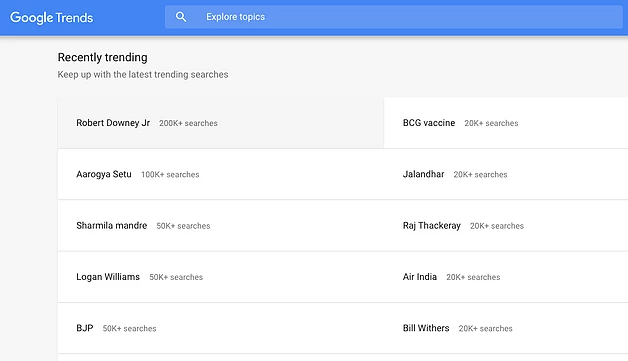 Google Trends
Explore topics
Recently trending
Keep up with the latest trending searches
Robert Downey Jr 200K+ searches
BCG vaccine 20K+ searches
Aarogya Setu 100K+ searches
Jalandhar 20K+ searches
Sharmila mandre 50K+ searches
Raj Thackeray 20K+ searches
Logan Williams 50K+ searches
Air India 20K+ searches
BJP 50K+ searches
Bill Withers 20K+ searches